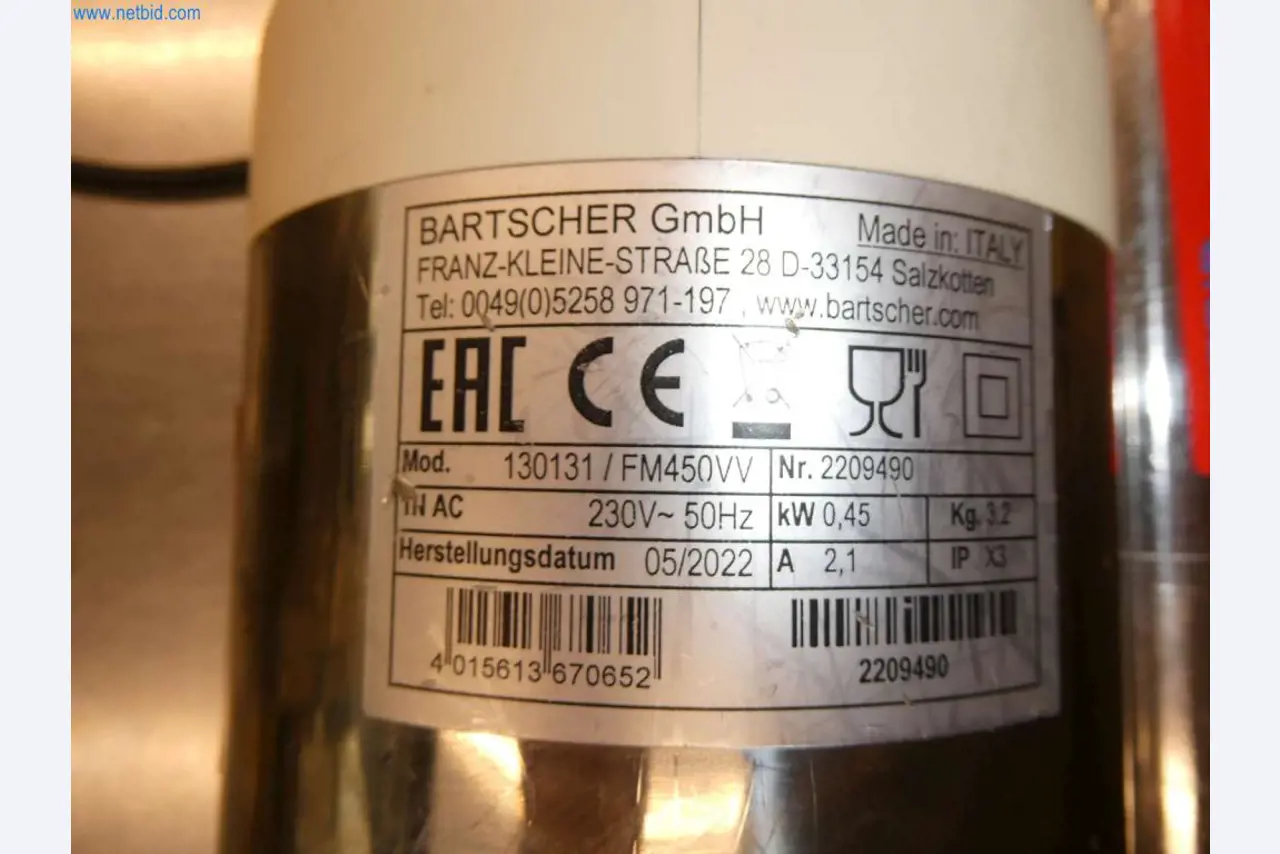 www.netbid.com
BARTSCHER GmbH Made in: ITALY
FRANZ-KLEINE-STRAßE 28 D-33154 Salzkotten
Tel: 0049(0)5258 971-197 , www.bartscher.com
EAC CE
Mod. 130131 / FM450VV Nr. 2209490
IN AC 230V~ 50Hz kW 0,45 Kg. 3.2
Herstellungsdatum 05/2022 A 2,1 IP X3
4 015613 670652 2209490